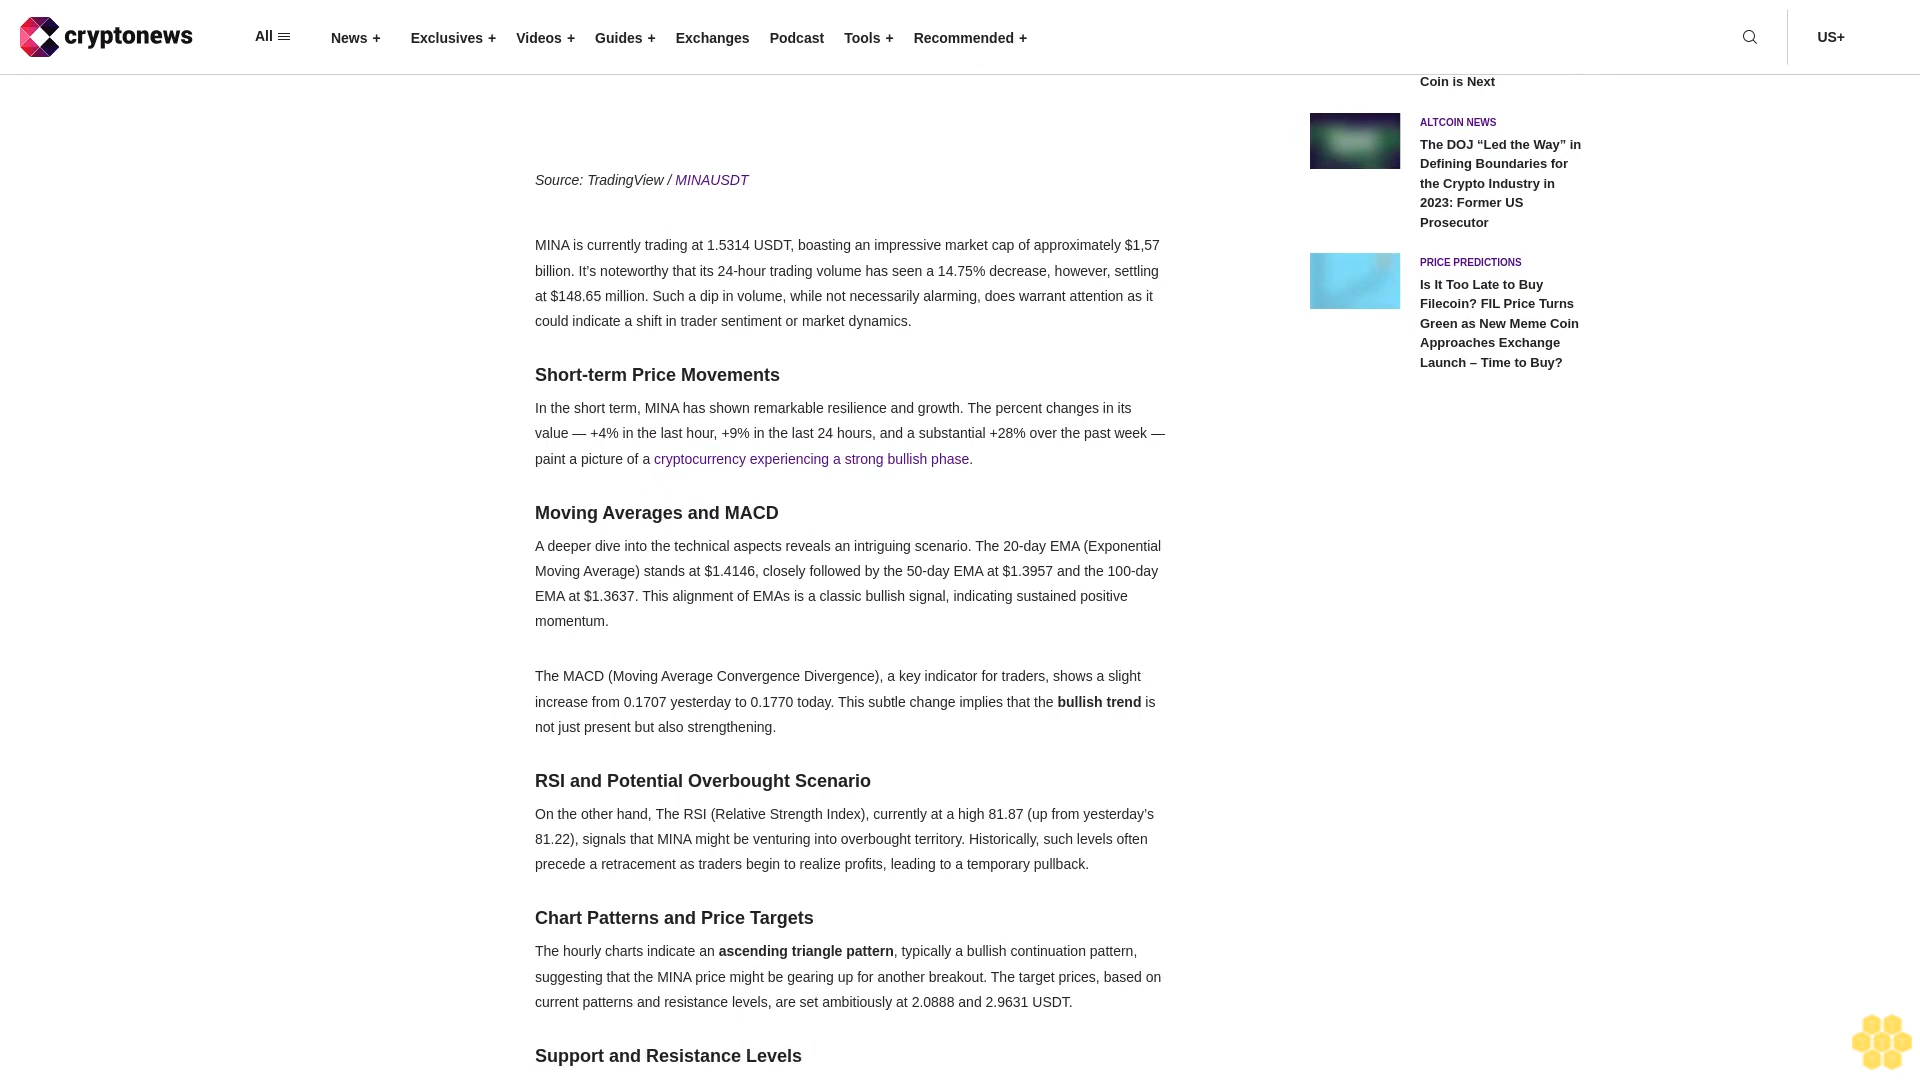 cryptonews
All
News +
Exclusives +
Videos +
Guides +
Exchanges
Podcast
Tools +
Recommended +
US+
Source: TradingView / MINAUSDT
MINA is currently trading at 1.5314 USDT, boasting an impressive market cap of approximately $1,57
billion. It’s noteworthy that its 24-hour trading volume has seen a 14.75% decrease, however, settling
at $148.65 million. Such a dip in volume, while not necessarily alarming, does warrant attention as it
could indicate a shift in trader sentiment or market dynamics.
Short-term Price Movements
In the short term, MINA has shown remarkable resilience and growth. The percent changes in its
value — +4% in the last hour, +9% in the last 24 hours, and a substantial +28% over the past week —
paint a picture of a cryptocurrency experiencing a strong bullish phase.
Moving Averages and MACD
A deeper dive into the technical aspects reveals an intriguing scenario. The 20-day EMA (Exponential
Moving Average) stands at $1.4146, closely followed by the 50-day EMA at $1.3957 and the 100-day
EMA at $1.3637. This alignment of EMAs is a classic bullish signal, indicating sustained positive
momentum.
The MACD (Moving Average Convergence Divergence), a key indicator for traders, shows a slight
increase from 0.1707 yesterday to 0.1770 today. This subtle change implies that the bullish trend is
not just present but also strengthening.
RSI and Potential Overbought Scenario
On the other hand, The RSI (Relative Strength Index), currently at a high 81.87 (up from yesterday’s
81.22), signals that MINA might be venturing into overbought territory. Historically, such levels often
precede a retracement as traders begin to realize profits, leading to a temporary pullback.
Chart Patterns and Price Targets
The hourly charts indicate an ascending triangle pattern, typically a bullish continuation pattern,
suggesting that the MINA price might be gearing up for another breakout. The target prices, based on
current patterns and resistance levels, are set ambitiously at 2.0888 and 2.9631 USDT.
Support and Resistance Levels
Coin is Next
ALTCOIN NEWS
The DOJ “Led the Way” in
Defining Boundaries for
the Crypto Industry in
2023: Former US
Prosecutor
PRICE PREDICTIONS
Is It Too Late to Buy
Filecoin? FIL Price Turns
Green as New Meme Coin
Approaches Exchange
Launch – Time to Buy?